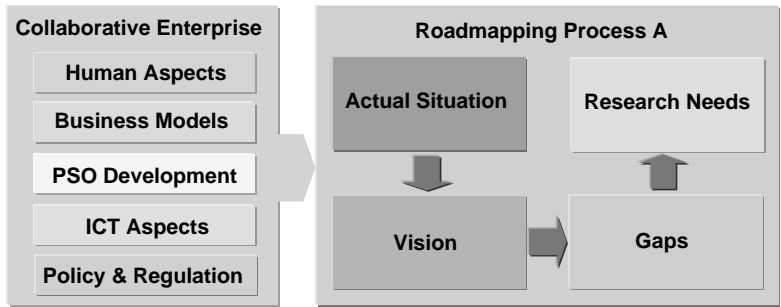 Collaborative Enterprise
Human Aspects
Business Models
PSO Development
ICT Aspects
Policy & Regulation
Roadmapping Process A
Actual Situation
Research Needs
Vision
Gaps